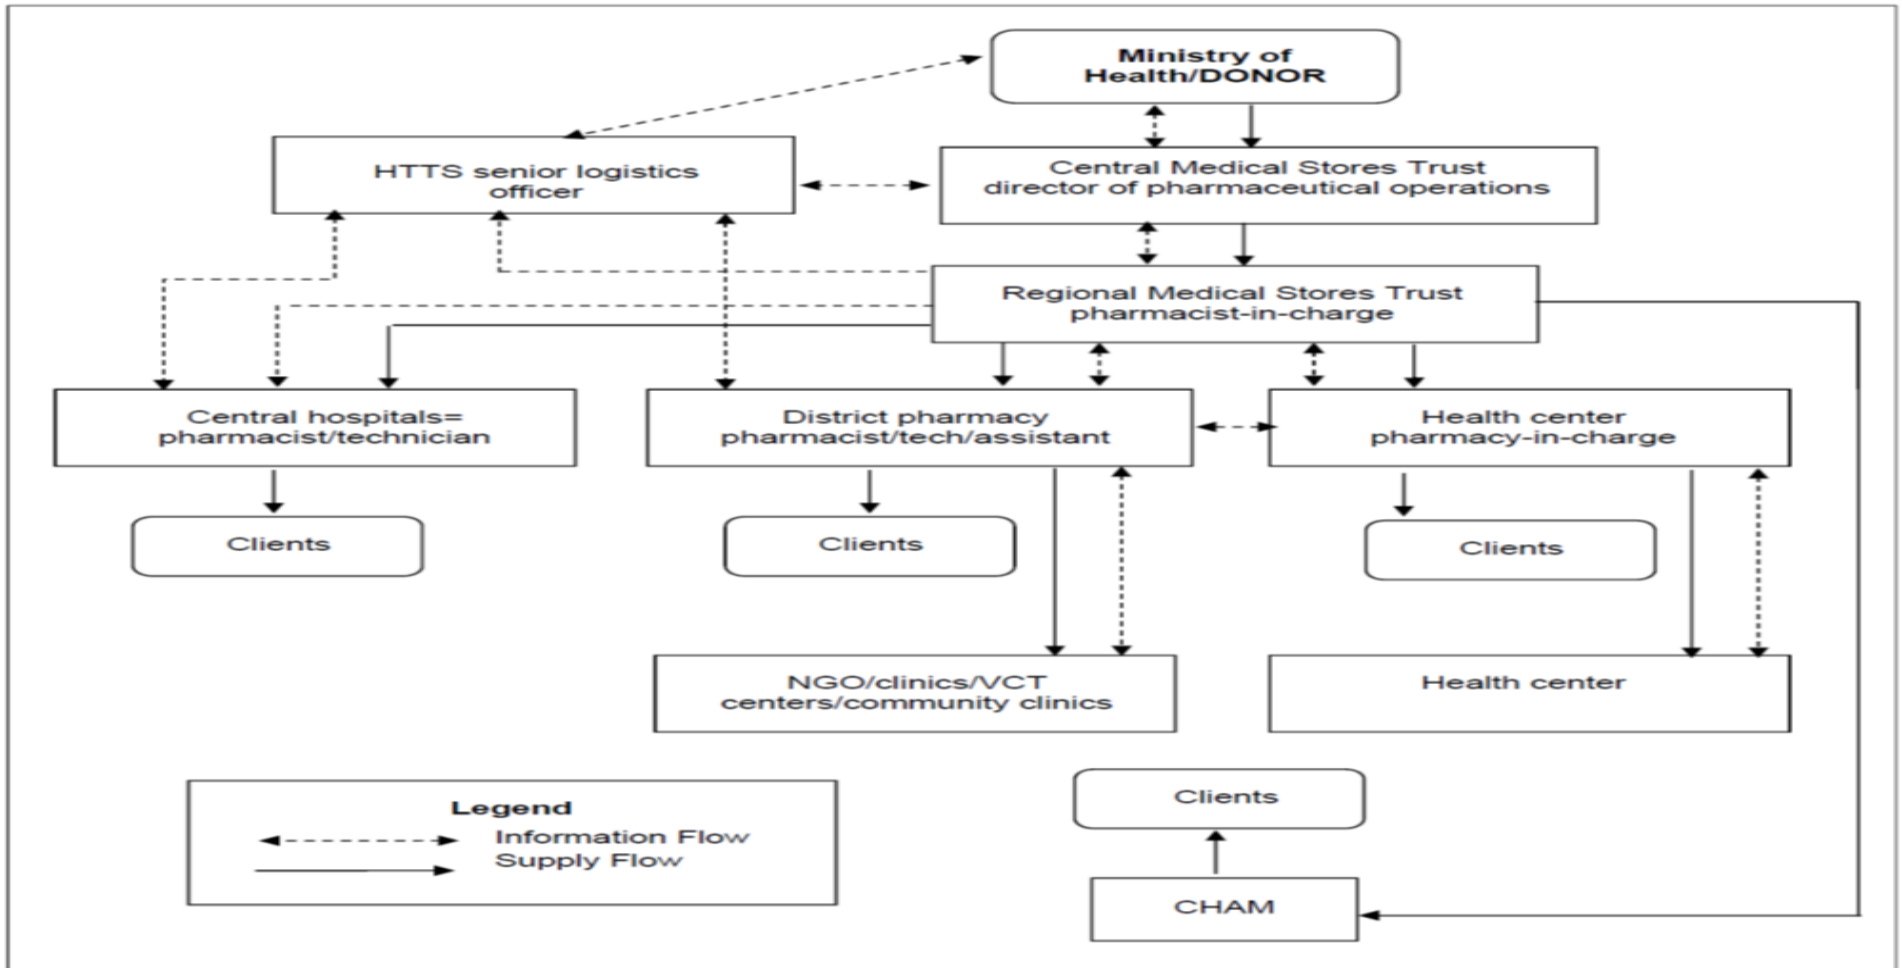 Ministry of
Health/DONOR
HTTS senior logistics
officer
Central Medical Stores Trust
director of pharmaceutical operations
Regional Medical Stores Trust
pharmacist-in-charge
Central hospitals=
pharmacist/technician
District pharmacy
pharmacist/tech/assistant
Health center
pharmacy-in-charge
Clients
Clients
Clients
NGO/clinics/VCT
centers/community clinics
Health center
Legend
Information Flow
Supply Flow
Clients
CHAM